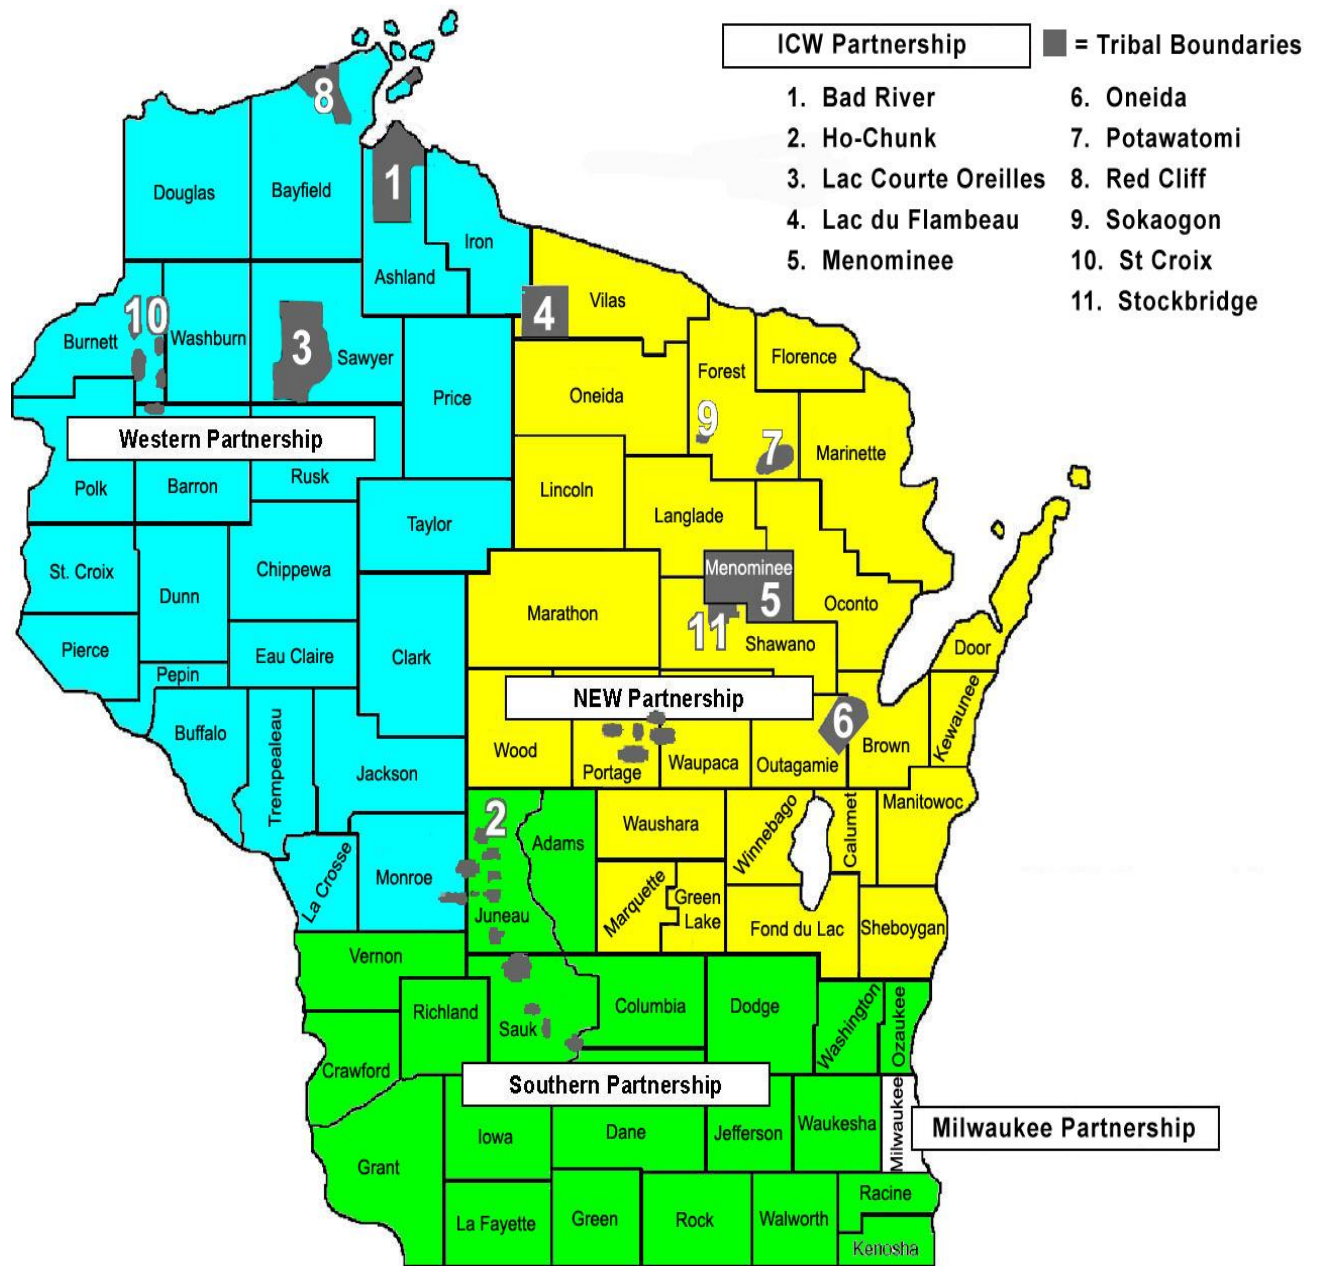 ICW Partnership
= Tribal Boundaries
1. Bad River
2. Ho-Chunk
3. Lac Courte Oreilles
4. Lac du Flambeau
5. Menominee
6. Oneida
7. Potawatomi
8. Red Cliff
9. Sokaogon
10. St Croix
11. Stockbridge
8
Douglas
Bayfield
1
Iron
Ashland
10
Burnett
Washburn
3
Sawyer
4
Vilas
Price
Oneida
Forest
Florence
9
7
Marinette
Western Partnership
Polk
Barron
Rusk
Taylor
Lincoln
Langlade
St. Croix
Dunn
Chippewa
Menominee
5
Oconto
Marathon
11
Shawano
Pierce
Pepin
Eau Claire
Clark
Door
NEW Partnership
Kewaunee
Buffalo
Trempealeau
Jackson
Wood
Portage
Waupaca
Outagamie
6
Brown
2
Adams
Waushara
Winnebago
Calumet
Manitowoc
La Crosse
Monroe
Juneau
Marquette
Green
Lake
Fond du Lac
Sheboygan
Vernon
Richland
Sauk
Columbia
Dodge
Washington
Ozaukee
Crawford
Southern Partnership
Milwaukee
Milwaukee Partnership
Grant
Iowa
Dane
Jefferson
Waukesha
La Fayette
Green
Rock
Walworth
Racine
Kenosha